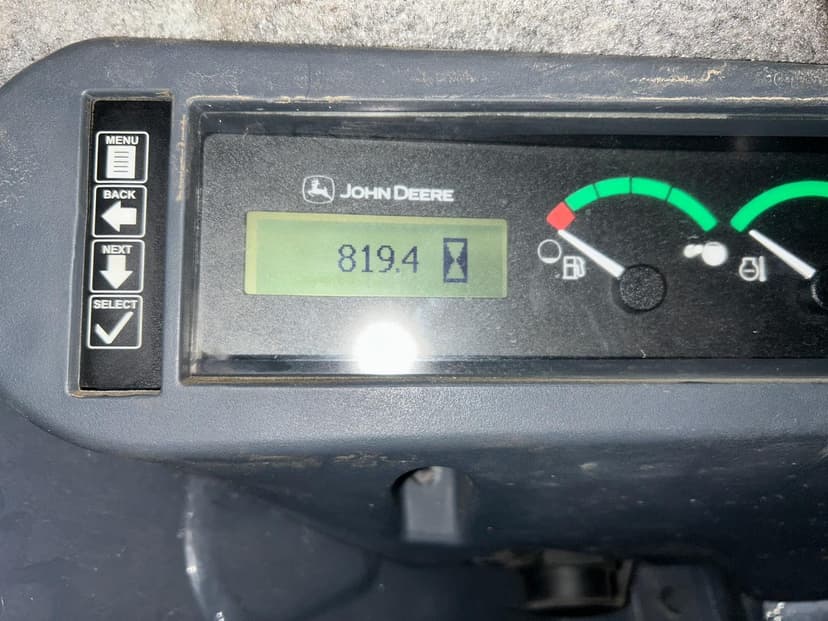 MENU
BACK
NEXT
SELECT
JOHN DEERE
819.4